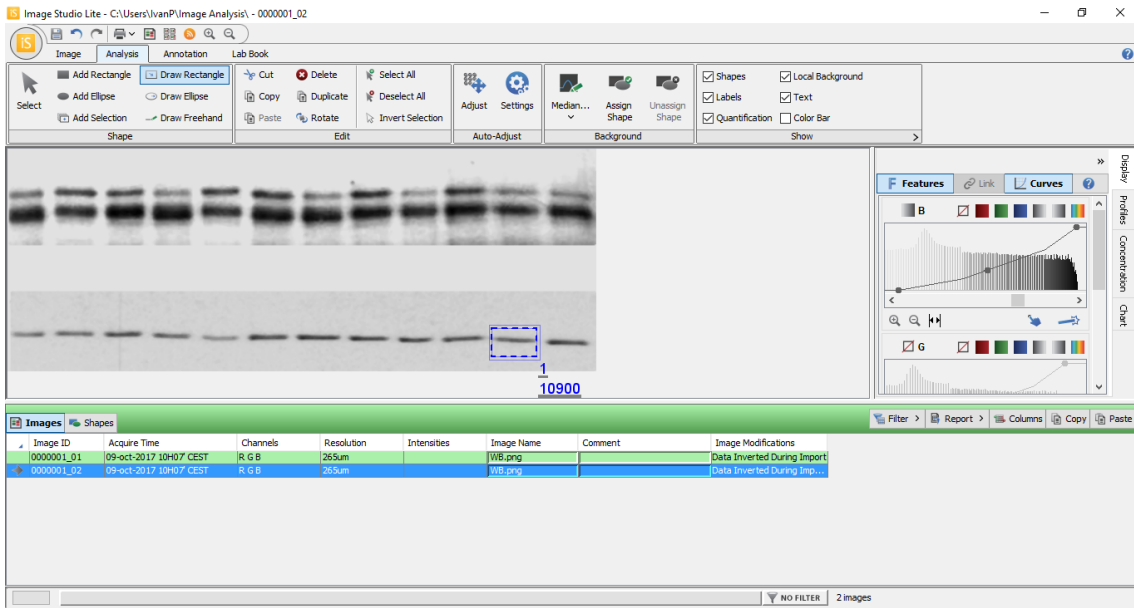 Image Studio Lite - C:\Users\IvanP\Image Analysis\ - 0000001_02
iS
Image Analysis Annotation Lab Book
Select
Add Rectangle Draw Rectangle
Add Ellipse Draw Ellipse
Add Selection Draw Freehand
Shape
Cut Delete Select All
Copy Duplicate Deselect All
Paste Rotate Invert Selection
Edit
Adjust Settings
Auto-Adjust
Median... Assign Shape Unassign Shape
Background
Shapes Local Background
Labels Text
Quantification Color Bar
Show >
1
10900
»
F Features Link Curves
B
G
Display
Profiles
Concentration
Chart
Images Shapes
Filter > Report > Columns Copy Paste
Image ID Acquire Time Channels Resolution Intensities Image Name Comment Image Modifications
0000001_01 09-oct-2017 10H07' CEST R G B 265um WB.png Data Inverted During Import
0000001_02 09-oct-2017 10H07' CEST R G B 265um WB.png Data Inverted During Imp...
NO FILTER 2 images